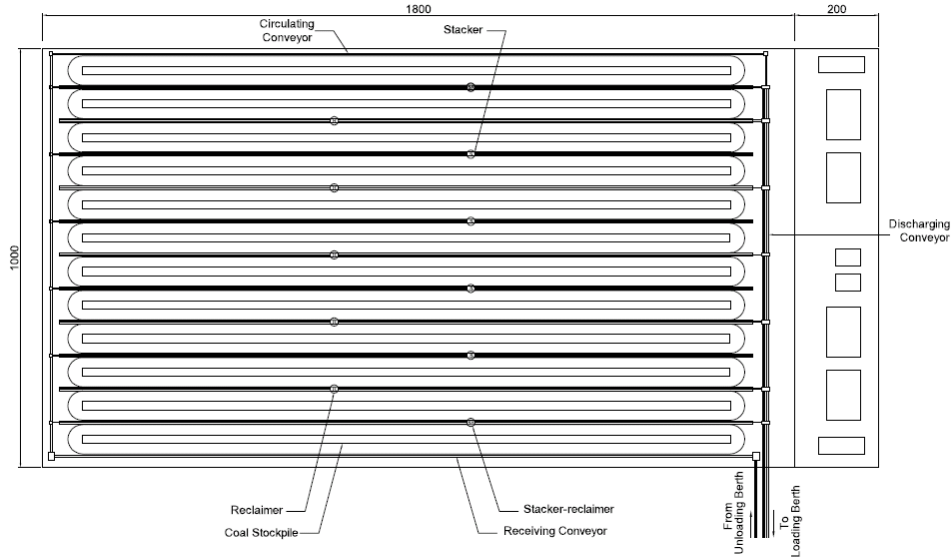 1800
200
Circulating
Conveyor
Stacker
1000
Discharging
Conveyor
Reclaimer
Coal Stockpile
Stacker-reclaimer
Receiving Conveyor
From
Unloading Berth
To
Loading Berth